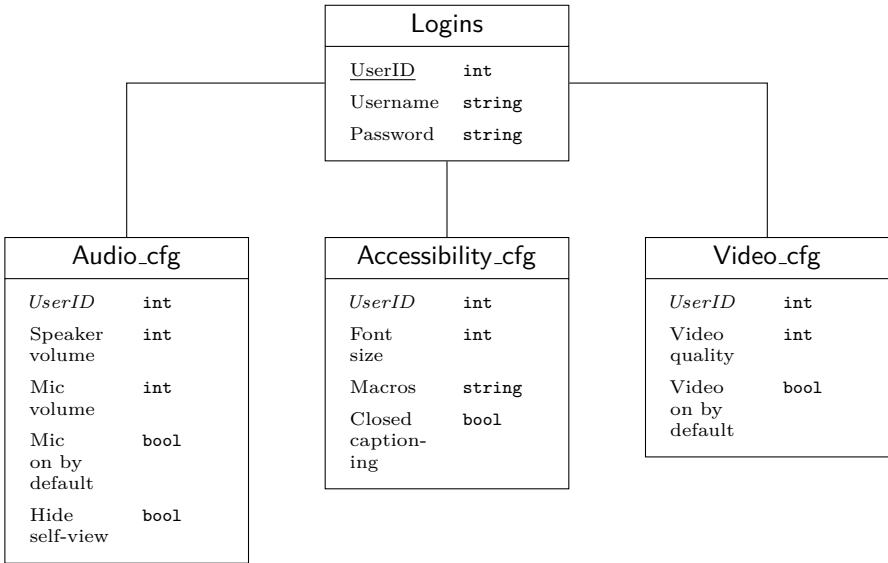 Logins
UserID int
Username string
Password string
Audio_cfg
UserID int
Speaker int
volume
Mic int
volume
Mic bool
on by
default
Hide bool
self-view
Accessibility_cfg
UserID int
Font int
size
Macros string
Closed bool
caption-
ing
Video_cfg
UserID int
Video int
quality
Video bool
on by
default